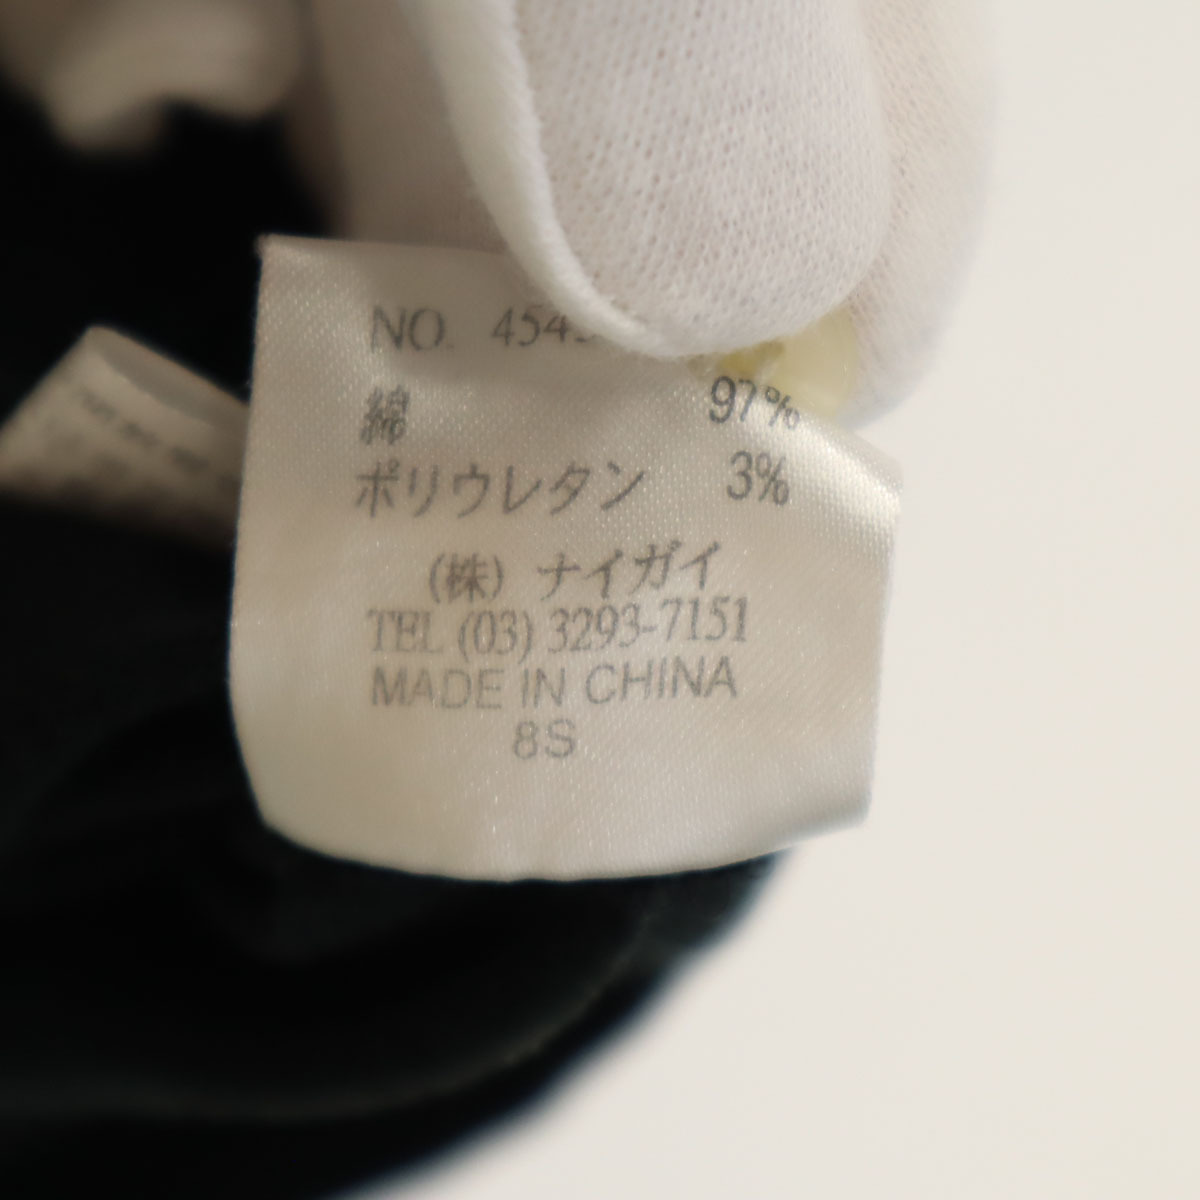 NO. 454
綿 97%
ポリウレタン 3%
(株) ナイガイ
TEL (03) 3293-7151
MADE IN CHINA
8S